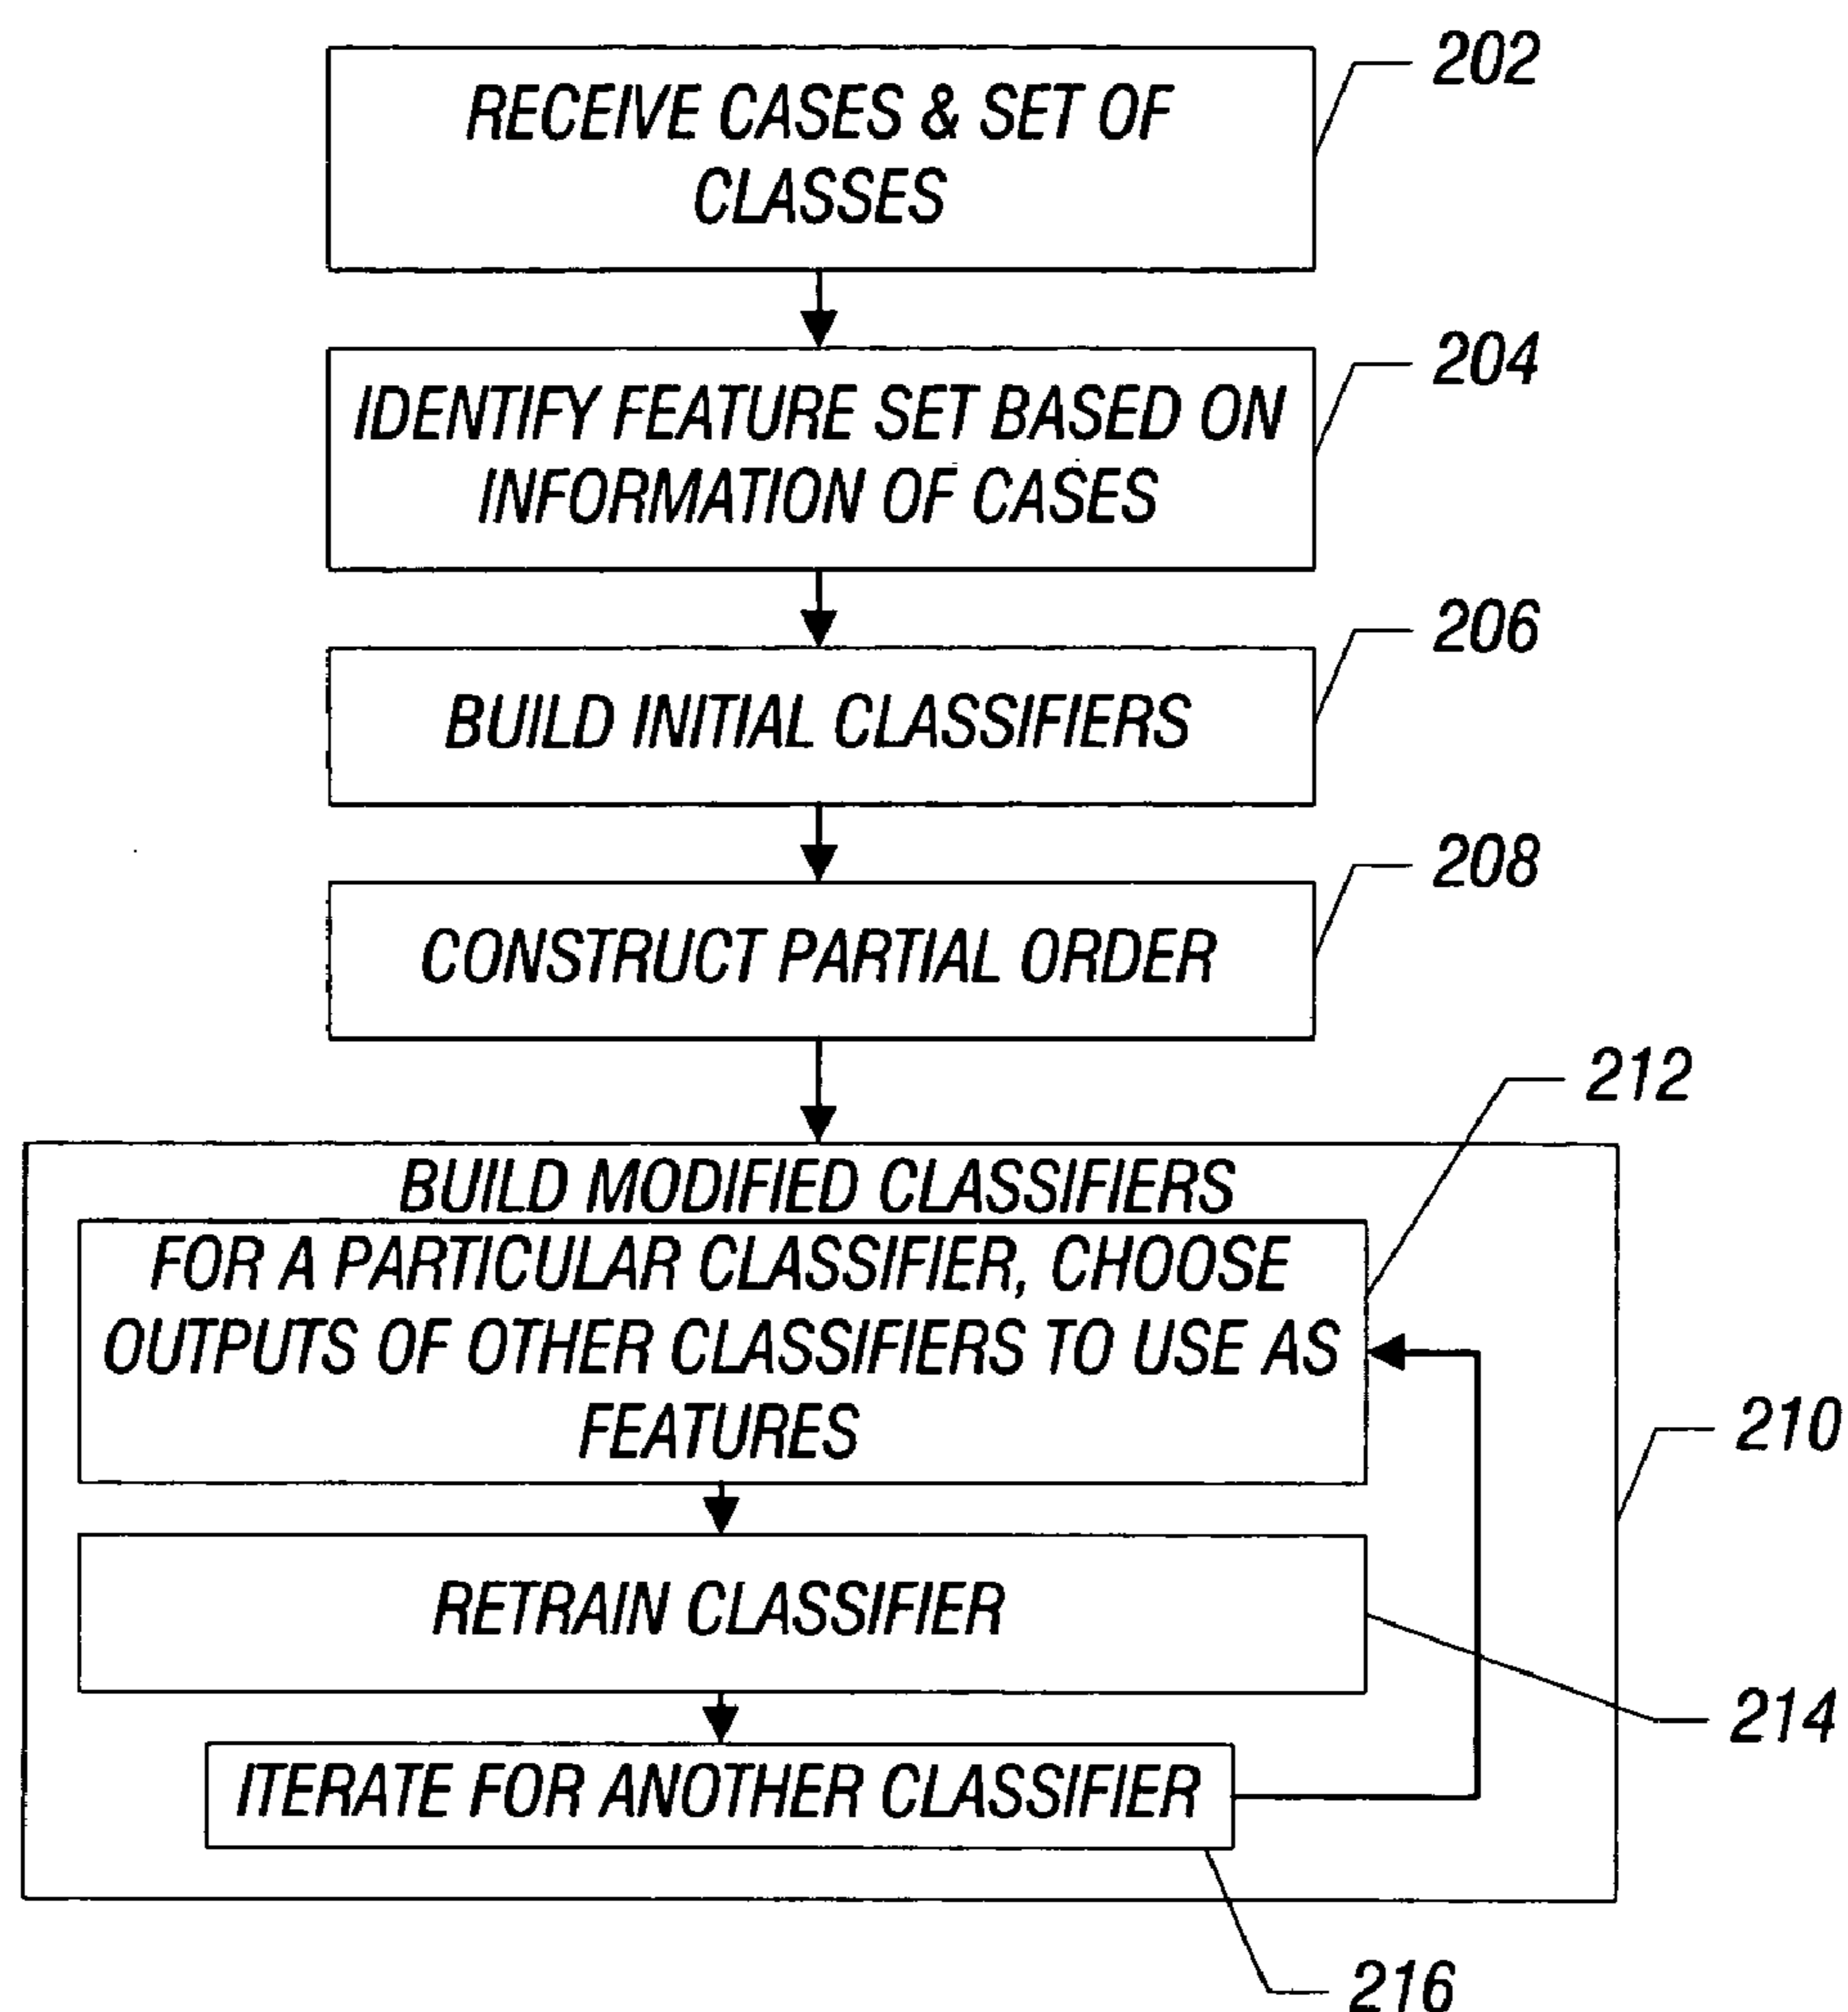 202
RECEIVE CASES & SET OF
CLASSES
204
IDENTIFY FEATURE SET BASED ON
INFORMATION OF CASES
206
BUILD INITIAL CLASSIFIERS
208
CONSTRUCT PARTIAL ORDER
212
BUILD MODIFIED CLASSIFIERS
FOR A PARTICULAR CLASSIFIER, CHOOSE
OUTPUTS OF OTHER CLASSIFIERS TO USE AS
FEATURES
210
RETRAIN CLASSIFIER
214
ITERATE FOR ANOTHER CLASSIFIER
216